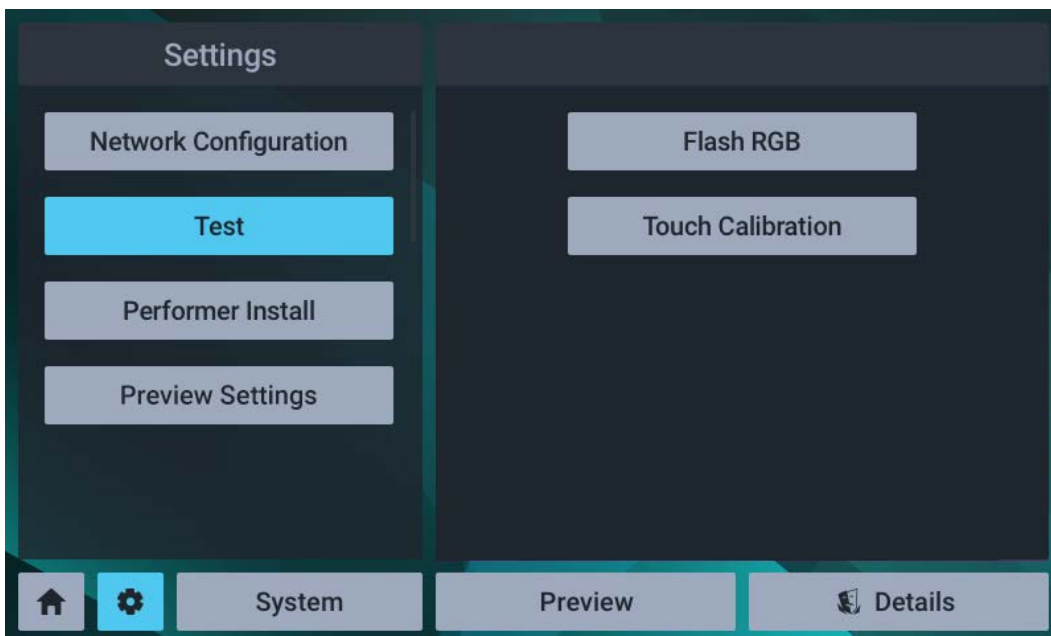 Settings
Network Configuration
Test
Performer Install
Preview Settings
Flash RGB
Touch Calibration
System
Preview
Details